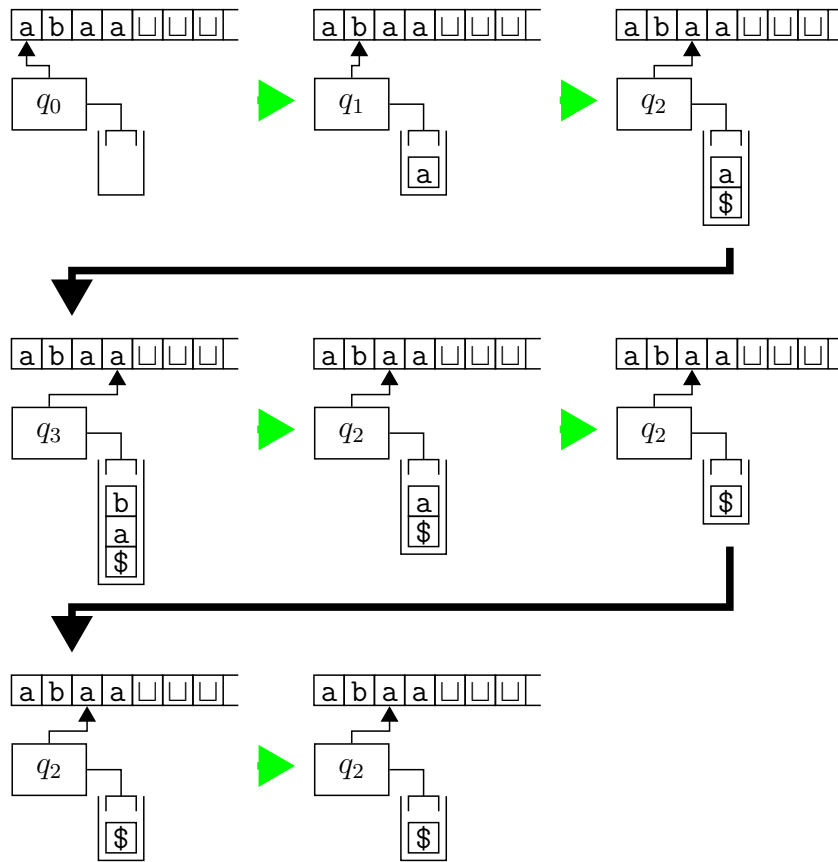 a b a a ⊔ ⊔ ⊔ a b a a ⊔ ⊔ ⊔ a b a a ⊔ ⊔ ⊔
q₀ q₁ q₂
a a
$
a b a a ⊔ ⊔ ⊔ a b a a ⊔ ⊔ ⊔ a b a a ⊔ ⊔ ⊔
q₃ q₂ q₂
b a $
a $
$
a b a a ⊔ ⊔ ⊔ a b a a ⊔ ⊔ ⊔
q₂ q₂
$ $